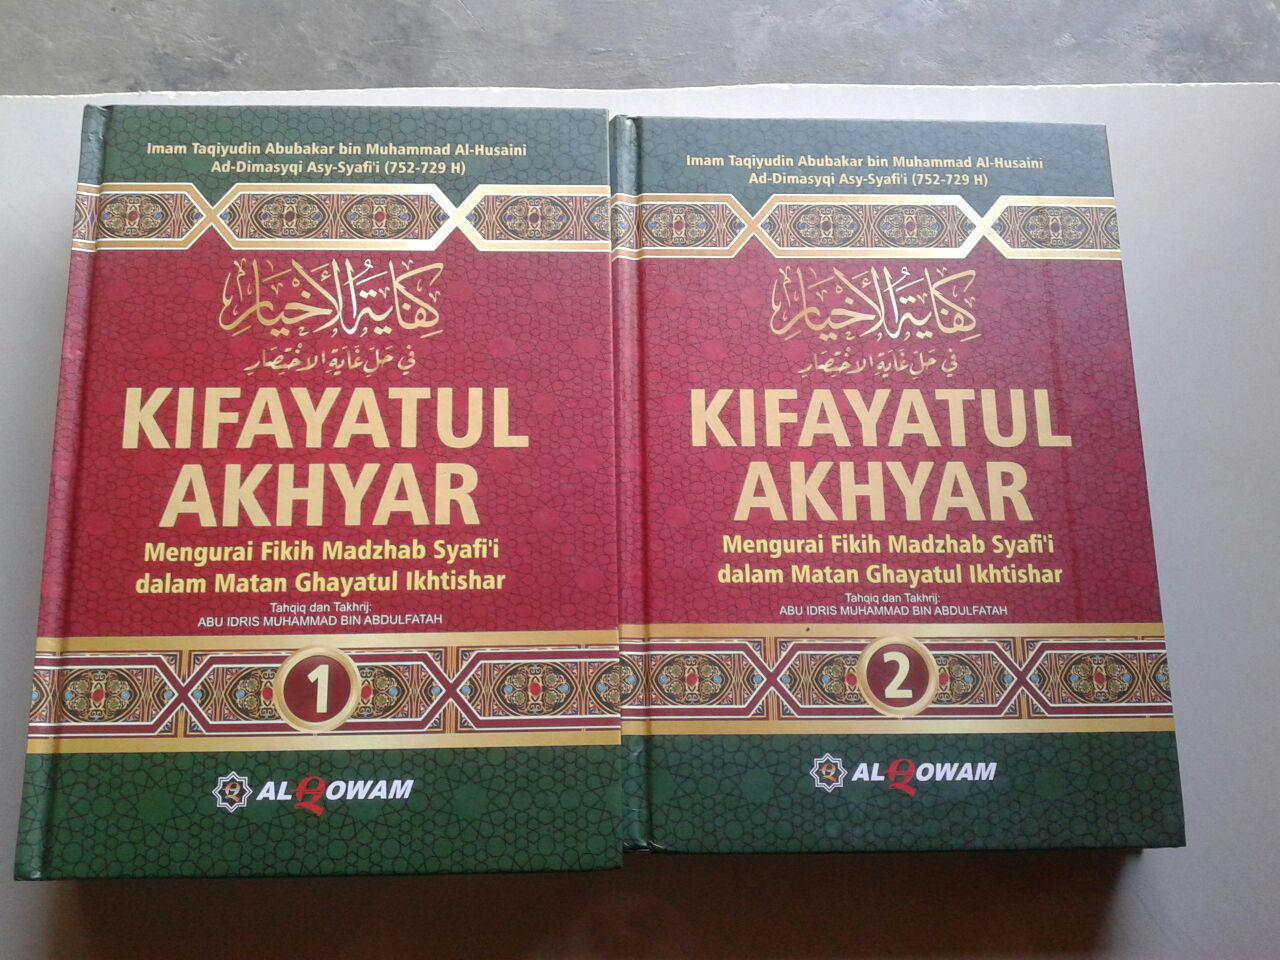 Imam Taqiyudin Abubakar bin Muhammad Al-Husaini
Ad-Dimasyqi Asy-Syafi'i (752-729 H)
كفاية الأخيار
في حل غاية الاختصار
KIFAYATUL
AKHYAR
Mengurai Fikih Madzhab Syafi'i
dalam Matan Ghayatul Ikhtishar
Tahqiq dan Takhrij:
ABU IDRIS MUHAMMAD BIN ABDULFATAH
1
AL QOWAM
Imam Taqiyudin Abubakar bin Muhammad Al-Husaini
Ad-Dimasyqi Asy-Syafi'i (752-729 H)
كفاية الأخيار
في حل غاية الاختصار
KIFAYATUL
AKHYAR
Mengurai Fikih Madzhab Syafi'i
dalam Matan Ghayatul Ikhtishar
Tahqiq dan Takhrij:
ABU IDRIS MUHAMMAD BIN ABDULFATAH
2
AL QOWAM